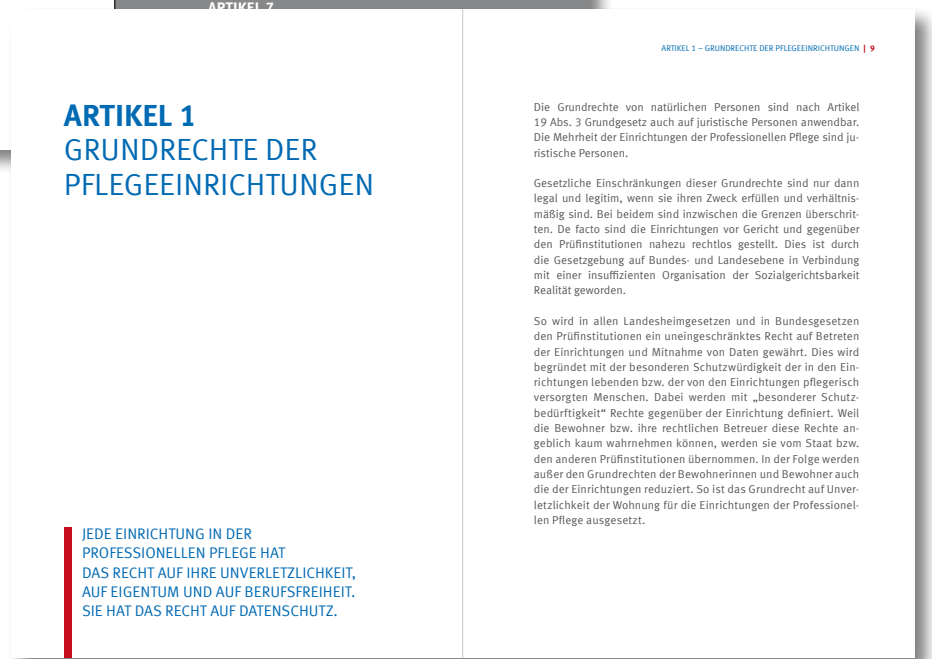 ARTIKEL 7
ARTIKEL 1
GRUNDRECHTE DER
PFLEGEEINRICHTUNGEN
JEDE EINRICHTUNG IN DER
PROFESSIONELLEN PFLEGE HAT
DAS RECHT AUF IHRE UNVERLETZLICHKEIT,
AUF EIGENTUM UND AUF BERUFSFREIHEIT.
SIE HAT DAS RECHT AUF DATENSCHUTZ.
ARTIKEL 1 – GRUNDRECHTE DER PFLEGEEINRICHTUNGEN | 9
Die Grundrechte von natürlichen Personen sind nach Artikel
19 Abs. 3 Grundgesetz auch auf juristische Personen anwendbar.
Die Mehrheit der Einrichtungen der Professionellen Pflege sind ju-
ristische Personen.
Gesetzliche Einschränkungen dieser Grundrechte sind nur dann
legal und legitim, wenn sie ihren Zweck erfüllen und verhältnis-
mäßig sind. Bei beidem sind inzwischen die Grenzen überschrit-
ten. De facto sind die Einrichtungen vor Gericht und gegenüber
den Prüfinstitutionen nahezu rechtlos gestellt. Dies ist durch
die Gesetzgebung auf Bundes- und Landesebene in Verbindung
mit einer insuffizienten Organisation der Sozialgerichtsbarkeit
Realität geworden.
So wird in allen Landesheimgesetzen und in Bundesgesetzen
den Prüfinstitutionen ein uneingeschränktes Recht auf Betreten
der Einrichtungen und Mitnahme von Daten gewährt. Dies wird
begründet mit der besonderen Schutzwürdigkeit der in den Ein-
richtungen lebenden bzw. der von den Einrichtungen pflegerisch
versorgten Menschen. Dabei werden mit „besonderer Schutz-
bedürftigkeit“ Rechte gegenüber der Einrichtung definiert. Weil
die Bewohner bzw. ihre rechtlichen Betreuer diese Rechte an-
geblich kaum wahrnehmen können, werden sie vom Staat bzw.
den anderen Prüfinstitutionen übernommen. In der Folge werden
außer den Grundrechten der Bewohnerinnen und Bewohner auch
die der Einrichtungen reduziert. So ist das Grundrecht auf Unver-
letzlichkeit der Wohnung für die Einrichtungen der Professionel-
len Pflege ausgesetzt.